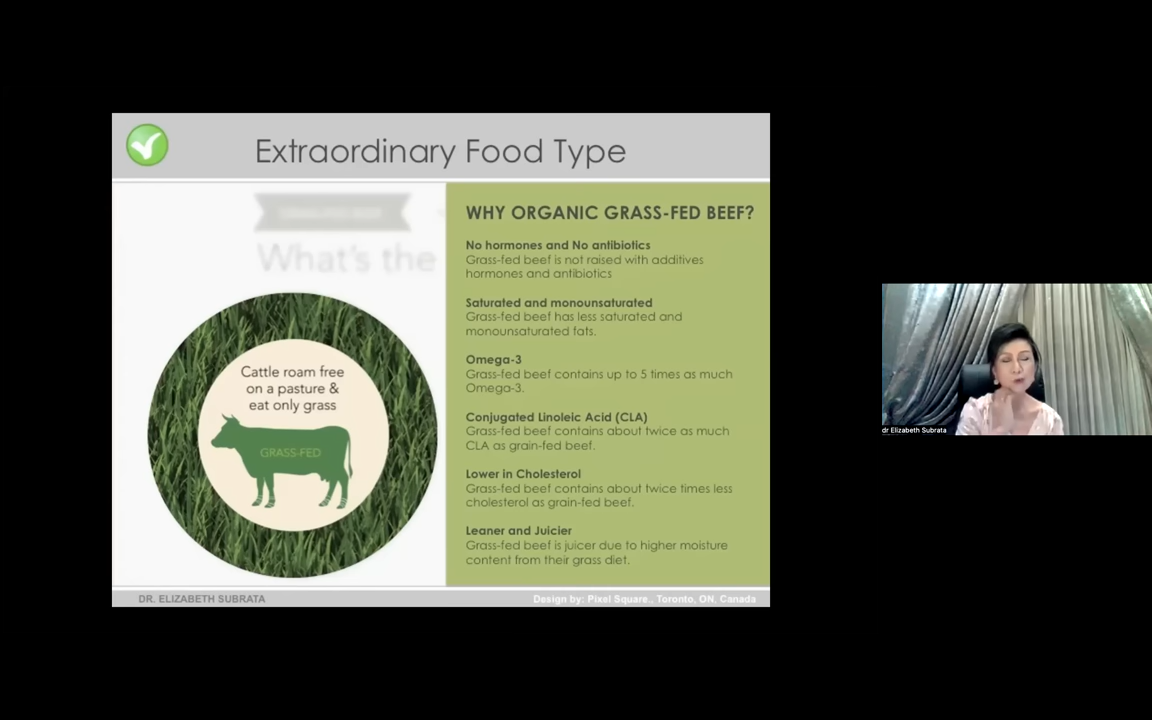 Extraordinary Food Type
What's the
Cattle roam free
on a pasture &
eat only grass
GRASS-FED
WHY ORGANIC GRASS-FED BEEF?
No hormones and No antibiotics
Grass-fed beef is not raised with additives
hormones and antibiotics
Saturated and monounsaturated
Grass-fed beef has less saturated and
monounsaturated fats.
Omega-3
Grass-fed beef contains up to 5 times as much
Omega-3.
Conjugated Linoleic Acid (CLA)
Grass-fed beef contains about twice as much
CLA as grain-fed beef.
Lower in Cholesterol
Grass-fed beef contains about twice times less
cholesterol as grain-fed beef.
Leaner and Juicier
Grass-fed beef is juicer due to higher moisture
content from their grass diet.
DR. ELIZABETH SUBRATA
Design by: Pixel Square., Toronto, ON, Canada
dr Elizabeth Subrata